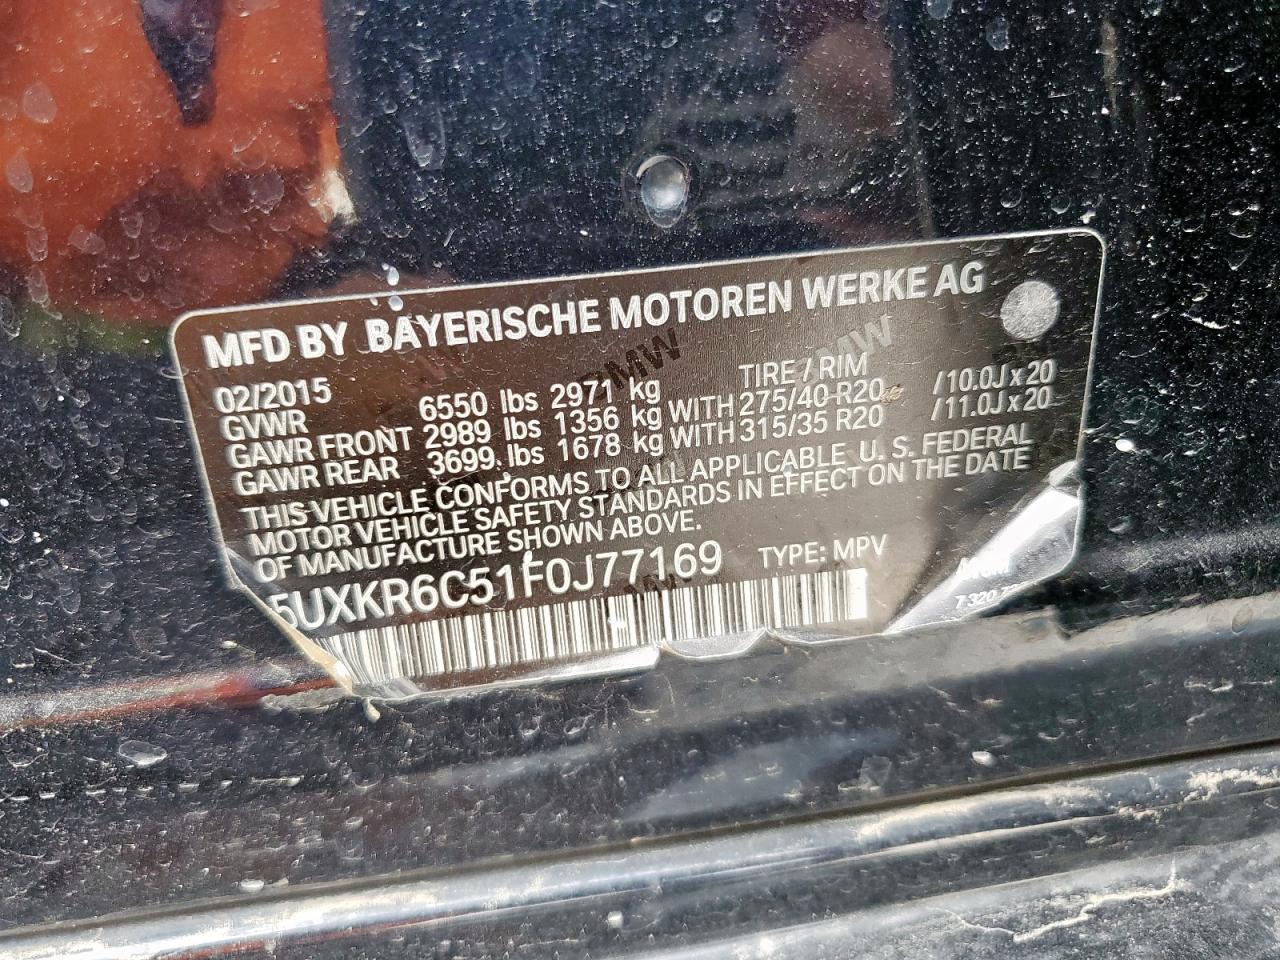 MFD BY BAYERISCHE MOTOREN WERKE AG
02/2015 TIRE / RIM
GVWR 6550 lbs 2971 kg
GAWR FRONT 2989 lbs 1356 kg WITH 275/40 R20 /10.0J x 20
GAWR REAR 3699 lbs 1678 kg WITH 315/35 R20 /11.0J x 20
THIS VEHICLE CONFORMS TO ALL APPLICABLE U. S. FEDERAL
MOTOR VEHICLE SAFETY STANDARDS IN EFFECT ON THE DATE
OF MANUFACTURE SHOWN ABOVE.
5UXKR6C51F0J77169 TYPE: MPV
7 320